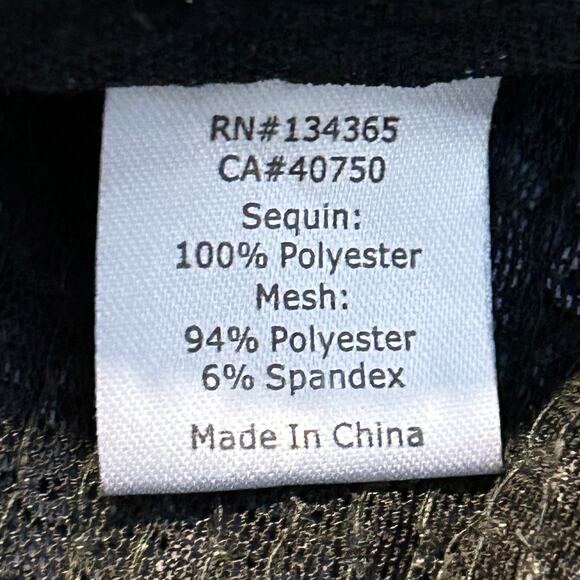 RN#134365
CA#40750
Sequin:
100% Polyester
Mesh:
94% Polyester
6% Spandex
Made In China